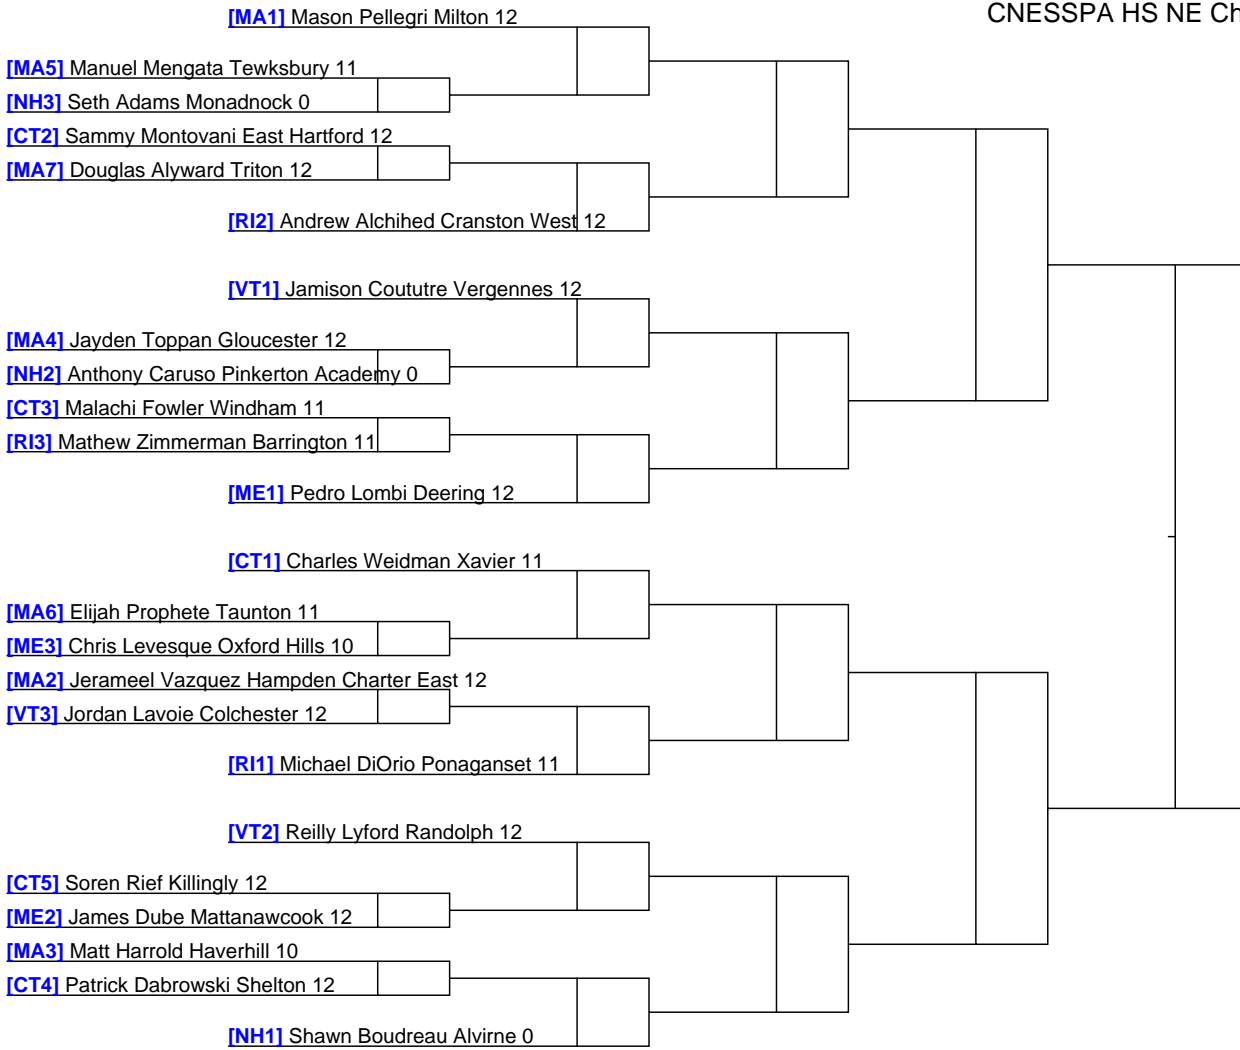 CNESSPA HS NE Ch
[MA1] Mason Pellegri Milton 12
[MA5] Manuel Mengata Tewksbury 11
[NH3] Seth Adams Monadnock 0
[CT2] Sammy Montovani East Hartford 12
[MA7] Douglas Alyward Triton 12
[RI2] Andrew Alchihed Cranston West 12
[VT1] Jamison Coututre Vergennes 12
[MA4] Jayden Toppan Gloucester 12
[NH2] Anthony Caruso Pinkerton Academy 0
[CT3] Malachi Fowler Windham 11
[RI3] Mathew Zimmerman Barrington 11
[ME1] Pedro Lombi Deering 12
[CT1] Charles Weidman Xavier 11
[MA6] Elijah Prophete Taunton 11
[ME3] Chris Levesque Oxford Hills 10
[MA2] Jerameel Vazquez Hampden Charter East 12
[VT3] Jordan Lavoie Colchester 12
[RI1] Michael DiOrio Ponaganset 11
[VT2] Reilly Lyford Randolph 12
[CT5] Soren Rief Killingly 12
[ME2] James Dube Mattanawcook 12
[MA3] Matt Harrold Haverhill 10
[CT4] Patrick Dabrowski Shelton 12
[NH1] Shawn Boudreau Alvirne 0